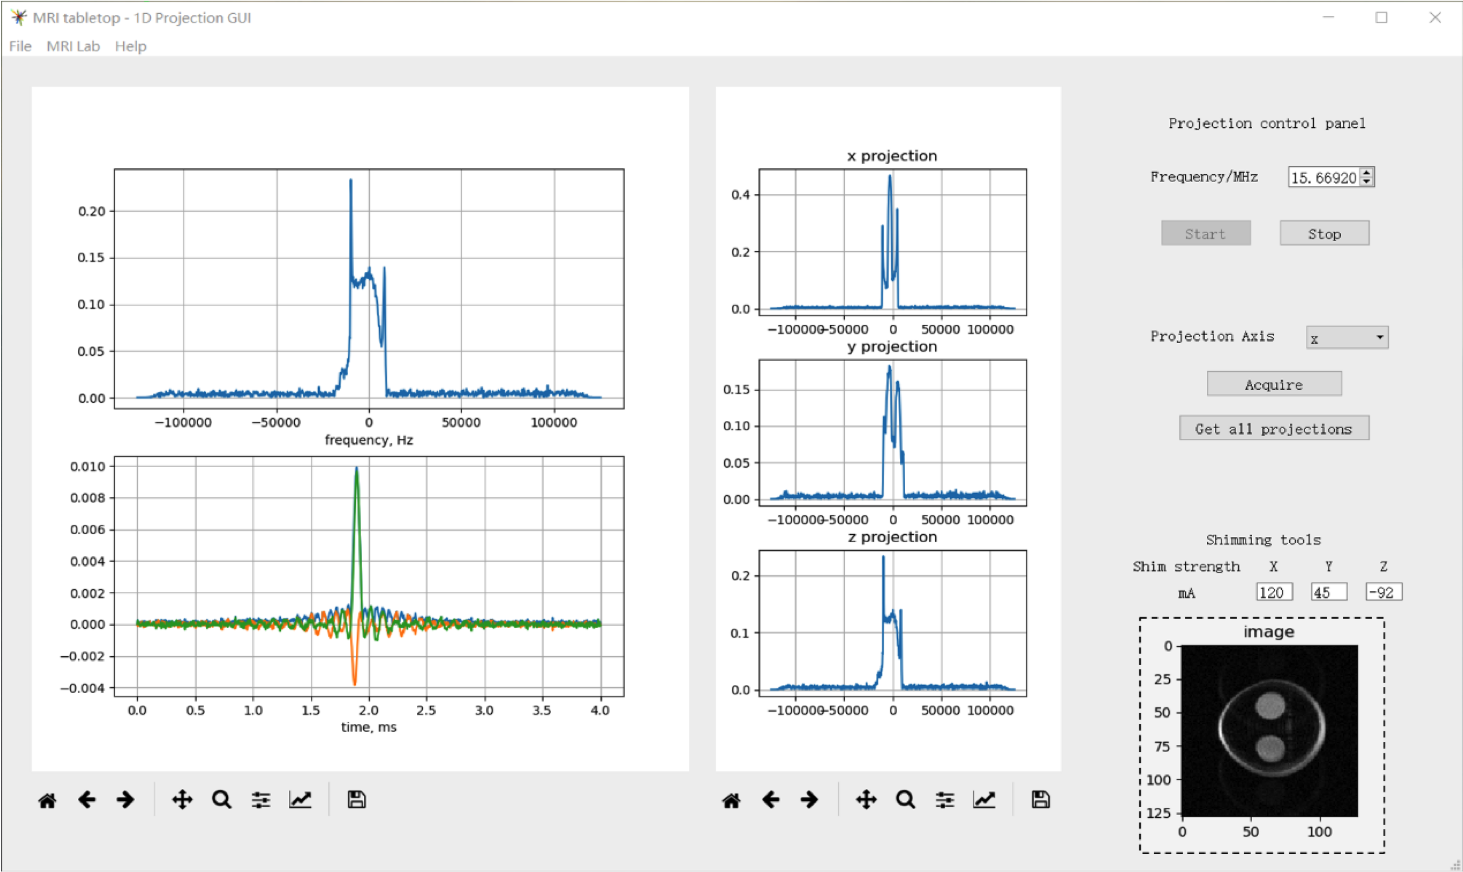 MRI tabletop - 1D Projection GUI
File MRI Lab Help
0.20
0.15
0.10
0.05
0.00
−100000 −50000 0 50000 100000
frequency, Hz
0.010
0.008
0.006
0.004
0.002
0.000
−0.002
−0.004
0.0 0.5 1.0 1.5 2.0 2.5 3.0 3.5 4.0
time, ms
x projection
0.4
0.2
0.0
−100000−50000 0 50000 100000
y projection
0.15
0.10
0.05
0.00
−100000−50000 0 50000 100000
z projection
0.2
0.1
0.0
−100000−50000 0 50000 100000
Projection control panel
Frequency/MHz 15.66920
Start Stop
Projection Axis x
Acquire
Get all projections
Shimming tools
Shim strength X Y Z
mA 120 45 -92
image
0
25
50
75
100
125
0 50 100